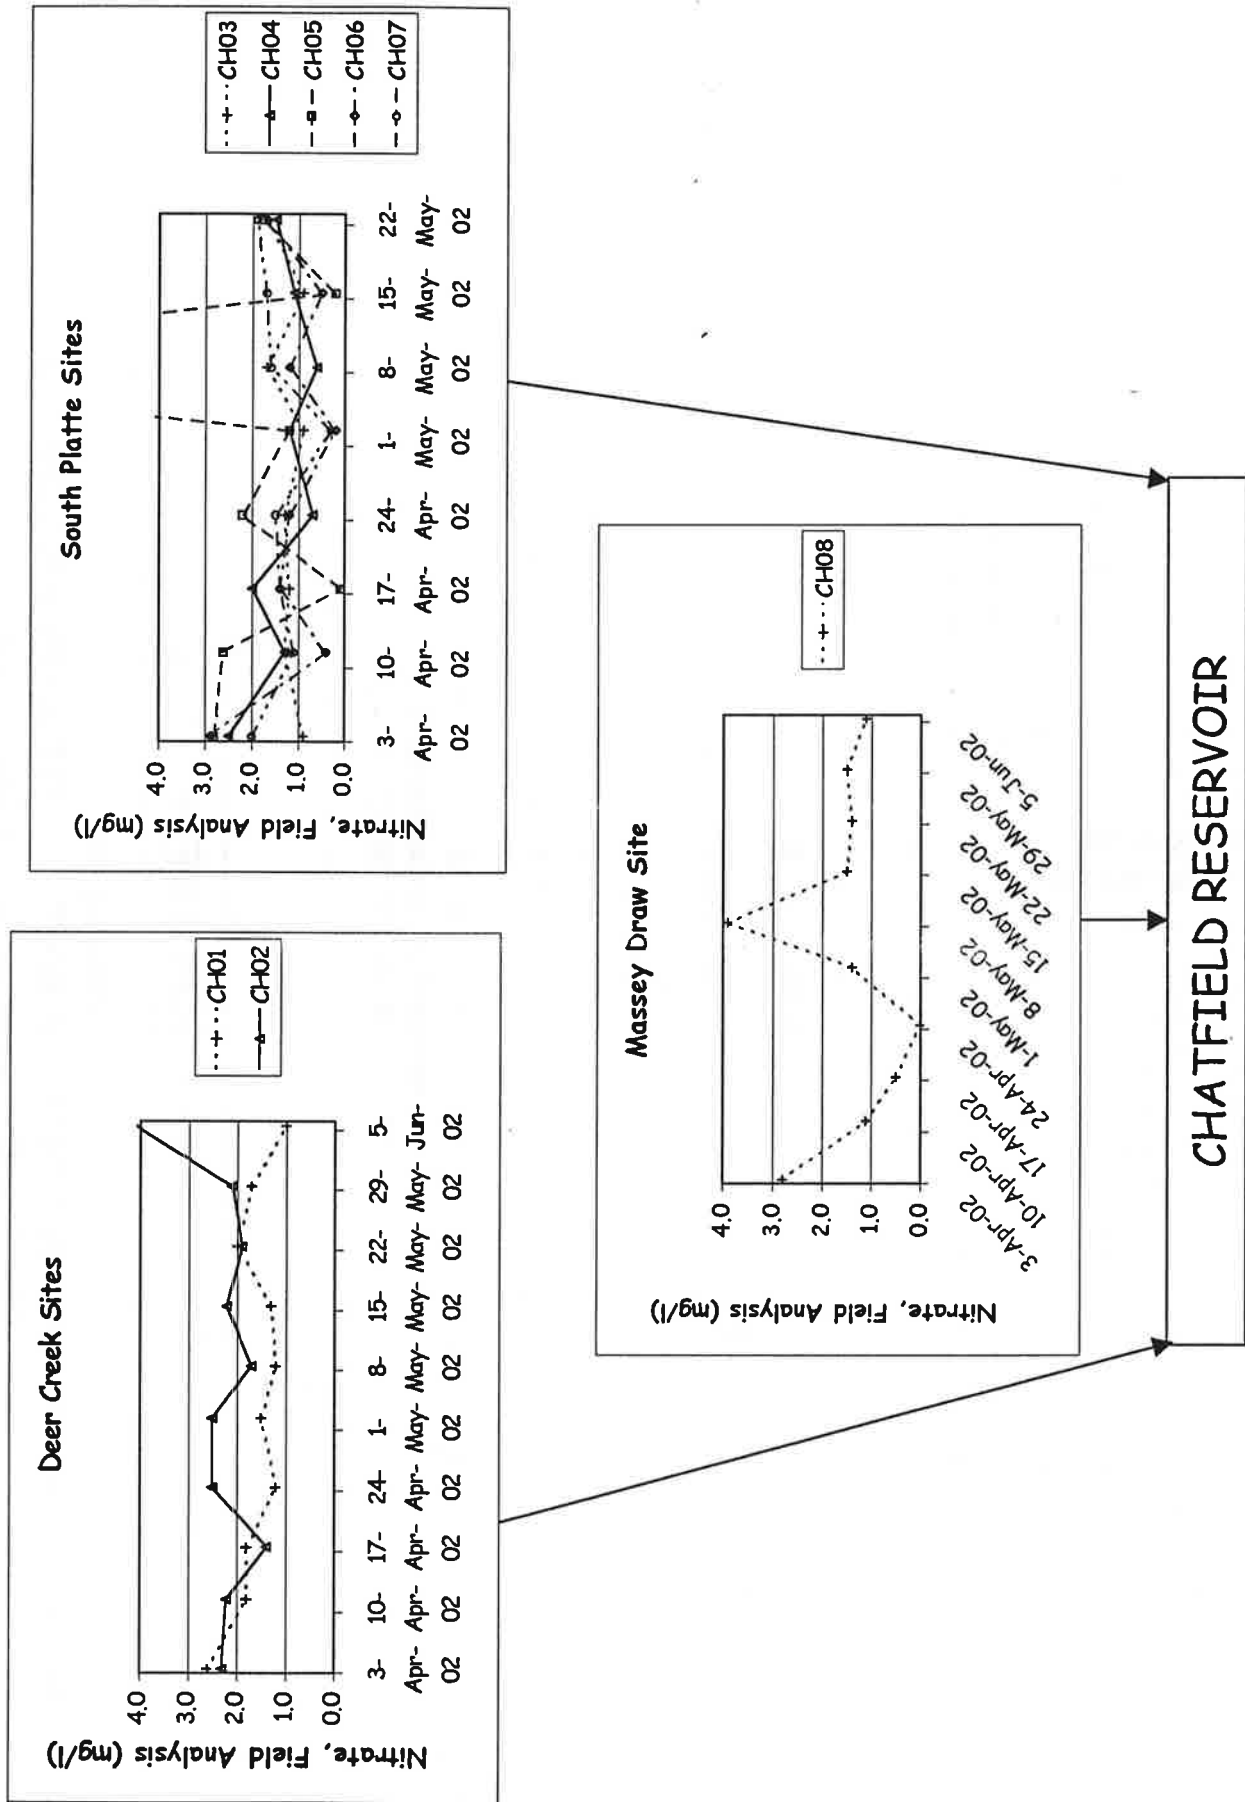 Deer Creek Sites
Nitrate, Field Analysis (mg/l)
4.0
3.0
2.0
1.0
0.0
3- 10- 17- 24- 1- 8- 15- 22- 29- 5-
Apr- Apr- Apr- Apr- May- May- May- May- May- Jun-
02 02 02 02 02 02 02 02 02 02
CH01
CH02
South Platte Sites
Nitrate, Field Analysis (mg/l)
4.0
3.0
2.0
1.0
0.0
3- 10- 17- 24- 1- 8- 15- 22-
Apr- Apr- Apr- Apr- May- May- May- May-
02 02 02 02 02 02 02 02
CH03
CH04
CH05
CH06
CH07
Massey Draw Site
Nitrate, Field Analysis (mg/l)
4.0
3.0
2.0
1.0
0.0
3-Apr-02
10-Apr-02
17-Apr-02
24-Apr-02
1-May-02
8-May-02
15-May-02
22-May-02
29-May-02
5-Jun-02
CH08
CHATFIELD RESERVOIR